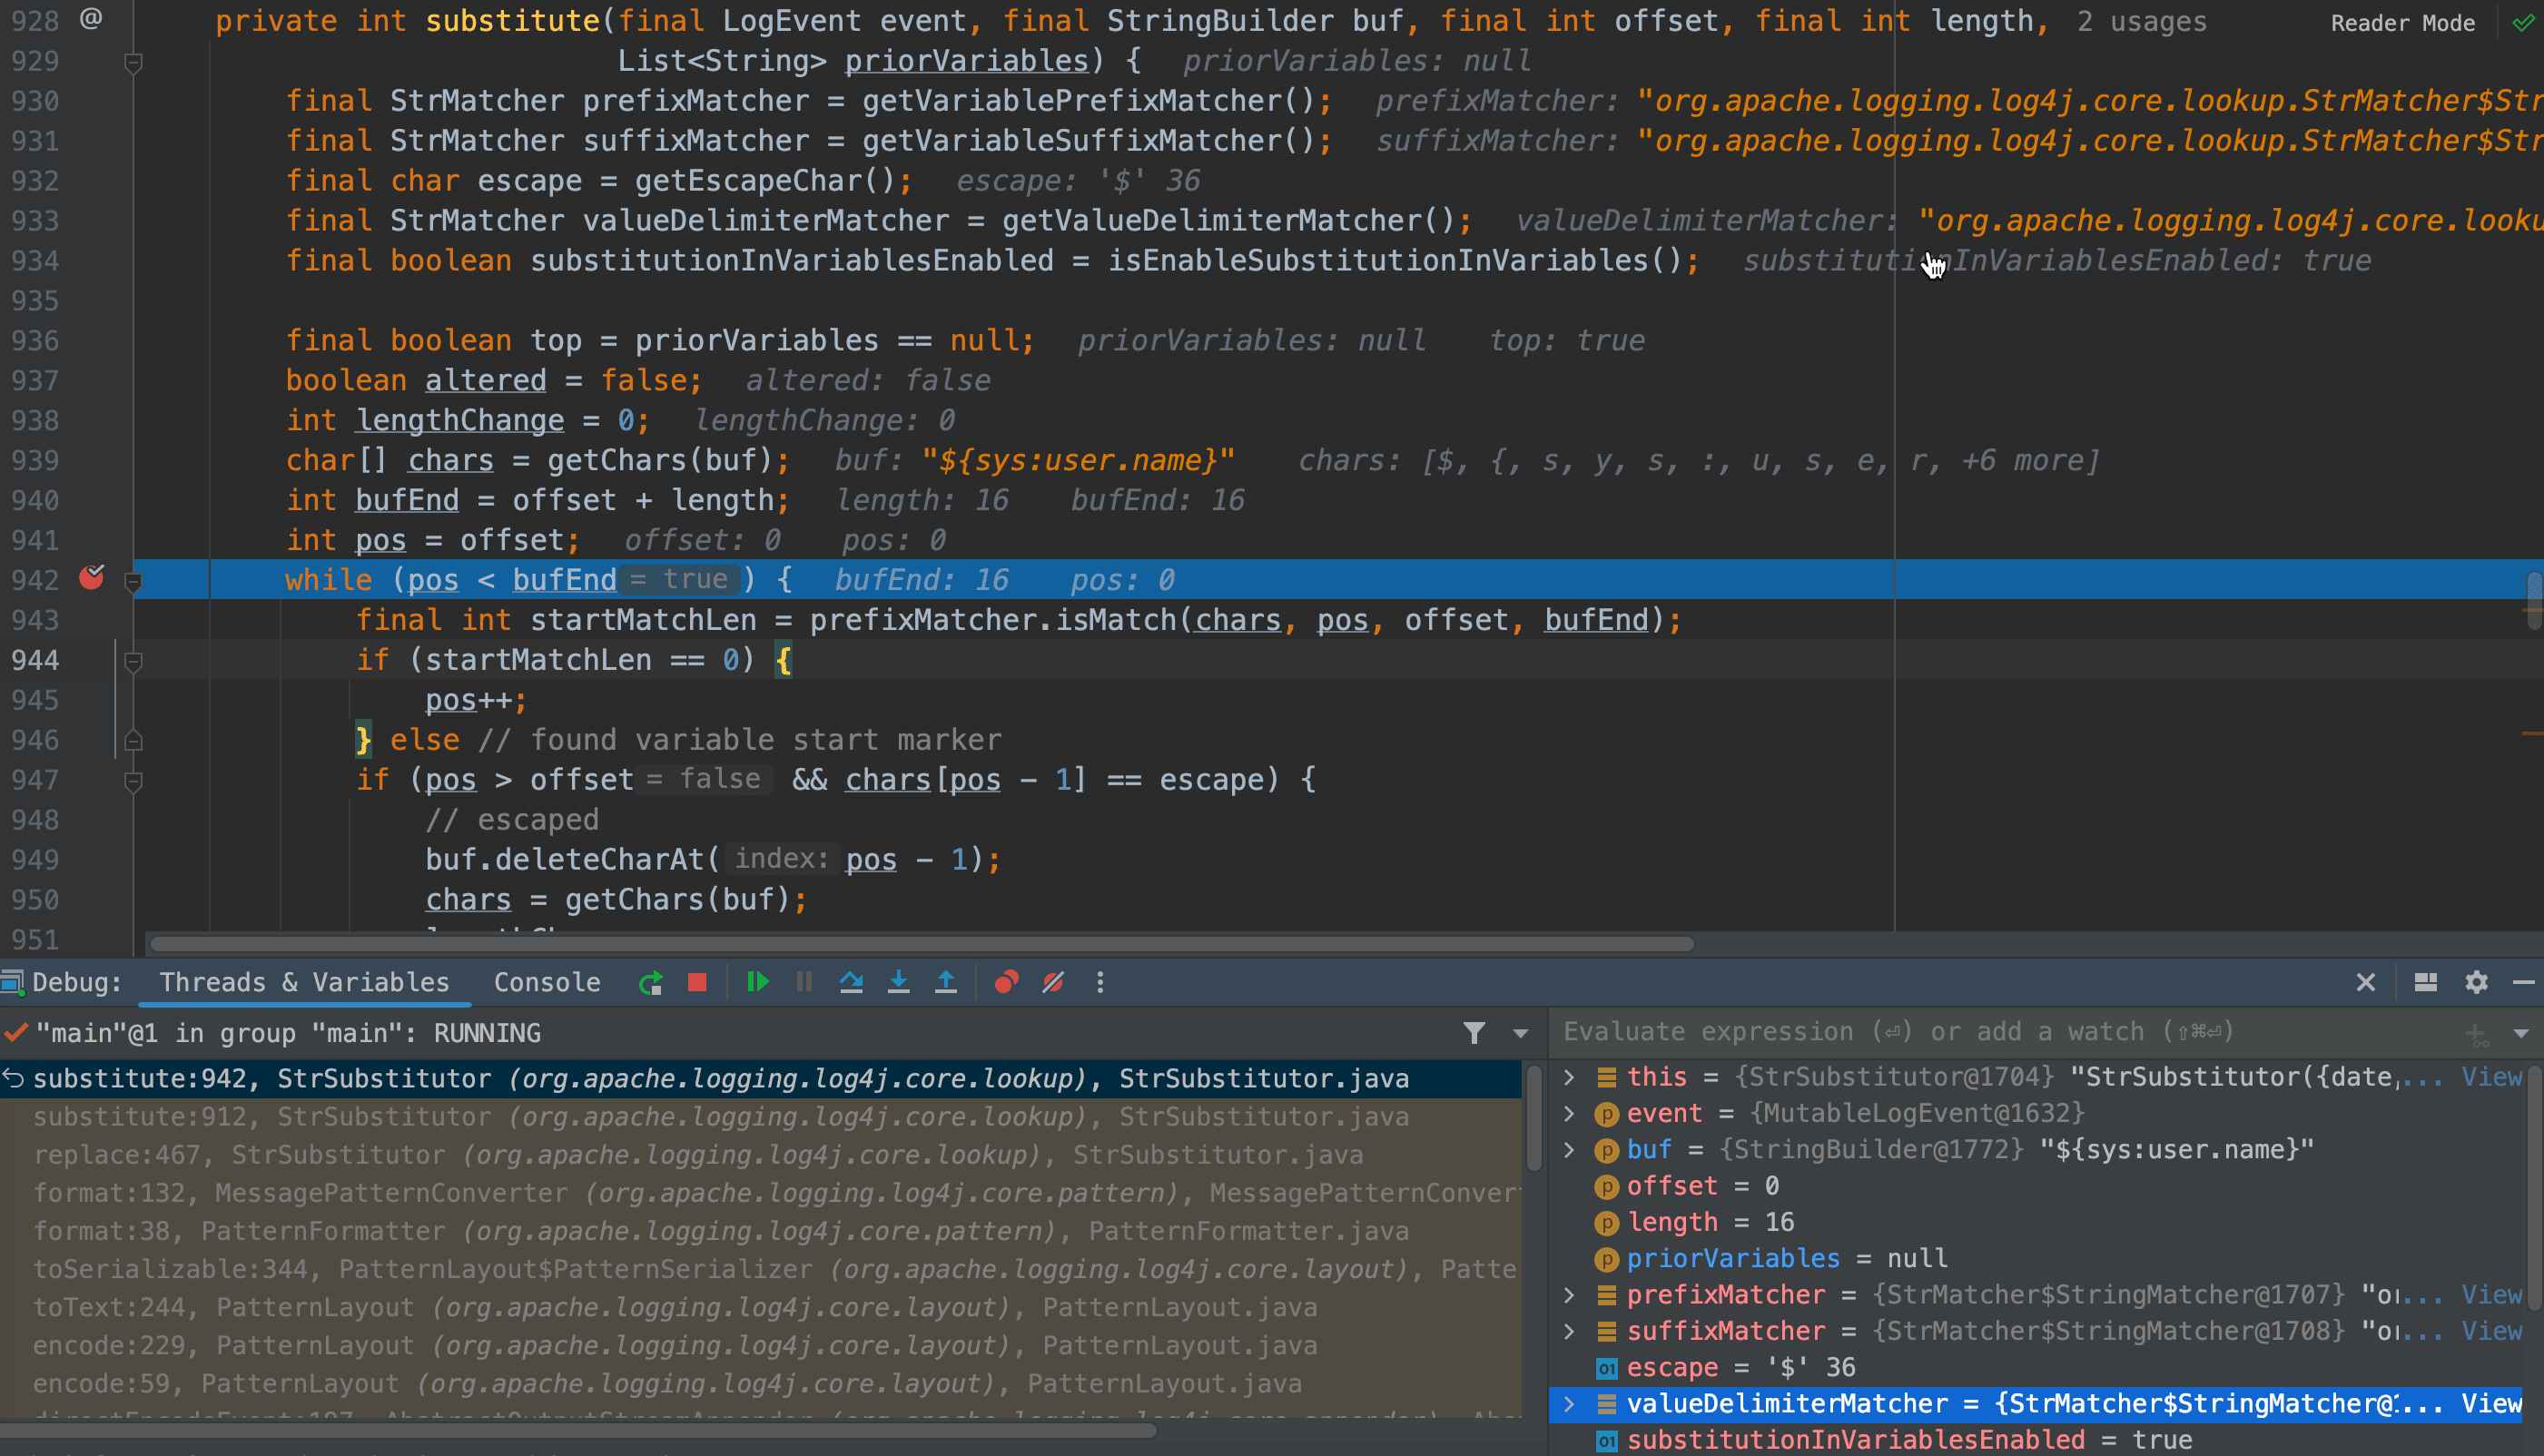 928 @ private int substitute(final LogEvent event, final StringBuilder buf, final int offset, final int length, 2 usages Reader Mode
929 List<String> priorVariables) { priorVariables: null
930 final StrMatcher prefixMatcher = getVariablePrefixMatcher(); prefixMatcher: "org.apache.logging.log4j.core.lookup.StrMatcher$Str
931 final StrMatcher suffixMatcher = getVariableSuffixMatcher(); suffixMatcher: "org.apache.logging.log4j.core.lookup.StrMatcher$Str
932 final char escape = getEscapeChar(); escape: '$' 36
933 final StrMatcher valueDelimiterMatcher = getValueDelimiterMatcher(); valueDelimiterMatcher: "org.apache.logging.log4j.core.looku
934 final boolean substitutionInVariablesEnabled = isEnableSubstitutionInVariables(); substitutionInVariablesEnabled: true
935
936 final boolean top = priorVariables == null; priorVariables: null top: true
937 boolean altered = false; altered: false
938 int lengthChange = 0; lengthChange: 0
939 char[] chars = getChars(buf); buf: "${sys:user.name}" chars: [$, {, s, y, s, :, u, s, e, r, +6 more]
940 int bufEnd = offset + length; length: 16 bufEnd: 16
941 int pos = offset; offset: 0 pos: 0
942 while (pos < bufEnd = true ) { bufEnd: 16 pos: 0
943 final int startMatchLen = prefixMatcher.isMatch(chars, pos, offset, bufEnd);
944 if (startMatchLen == 0) {
945 pos++;
946 } else // found variable start marker
947 if (pos > offset = false && chars[pos - 1] == escape) {
948 // escaped
949 buf.deleteCharAt( index: pos - 1);
950 chars = getChars(buf);
951
Debug: Threads & Variables Console
"main"@1 in group "main": RUNNING
substitute:942, StrSubstitutor (org.apache.logging.log4j.core.lookup), StrSubstitutor.java
substitute:912, StrSubstitutor (org.apache.logging.log4j.core.lookup), StrSubstitutor.java
replace:467, StrSubstitutor (org.apache.logging.log4j.core.lookup), StrSubstitutor.java
format:132, MessagePatternConverter (org.apache.logging.log4j.core.pattern), MessagePatternConver
format:38, PatternFormatter (org.apache.logging.log4j.core.pattern), PatternFormatter.java
toSerializable:344, PatternLayout$PatternSerializer (org.apache.logging.log4j.core.layout), Patte
toText:244, PatternLayout (org.apache.logging.log4j.core.layout), PatternLayout.java
encode:229, PatternLayout (org.apache.logging.log4j.core.layout), PatternLayout.java
encode:59, PatternLayout (org.apache.logging.log4j.core.layout), PatternLayout.java
Evaluate expression (⏎) or add a watch (⇧⌘⏎)
this = {StrSubstitutor@1704} "StrSubstitutor({date,... View
event = {MutableLogEvent@1632}
buf = {StringBuilder@1772} "${sys:user.name}"
offset = 0
length = 16
priorVariables = null
prefixMatcher = {StrMatcher$StringMatcher@1707} "or... View
suffixMatcher = {StrMatcher$StringMatcher@1708} "or... View
escape = '$' 36
valueDelimiterMatcher = {StrMatcher$StringMatcher@... View
substitutionInVariablesEnabled = true